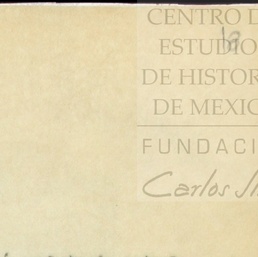 CENTRO D
ESTUDIO
DE HISTOR
DE MEXIC
FUNDACI
Carlos Sl